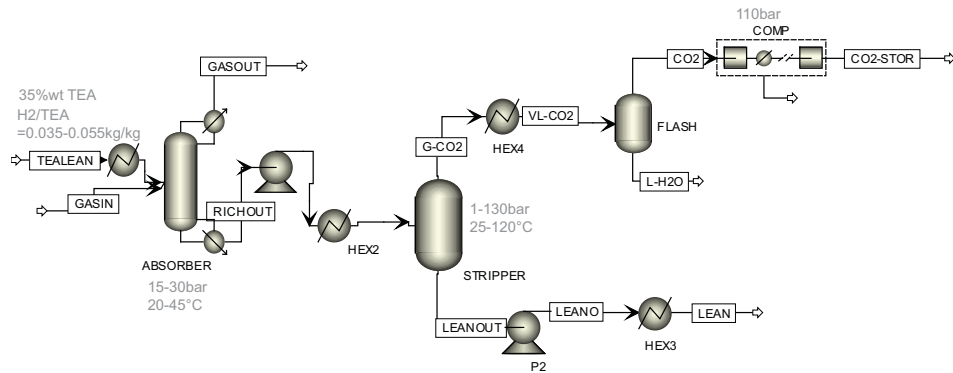 110bar
COMP
CO2
CO2-STOR
GASOUT
35%wt TEA
H2/TEA
=0.035-0.055kg/kg
TEALEAN
GASIN
RICHOUT
ABSORBER
15-30bar
20-45°C
HEX2
G-CO2
HEX4
VL-CO2
FLASH
L-H2O
1-130bar
25-120°C
STRIPPER
LEANOUT
P2
LEANO
HEX3
LEAN